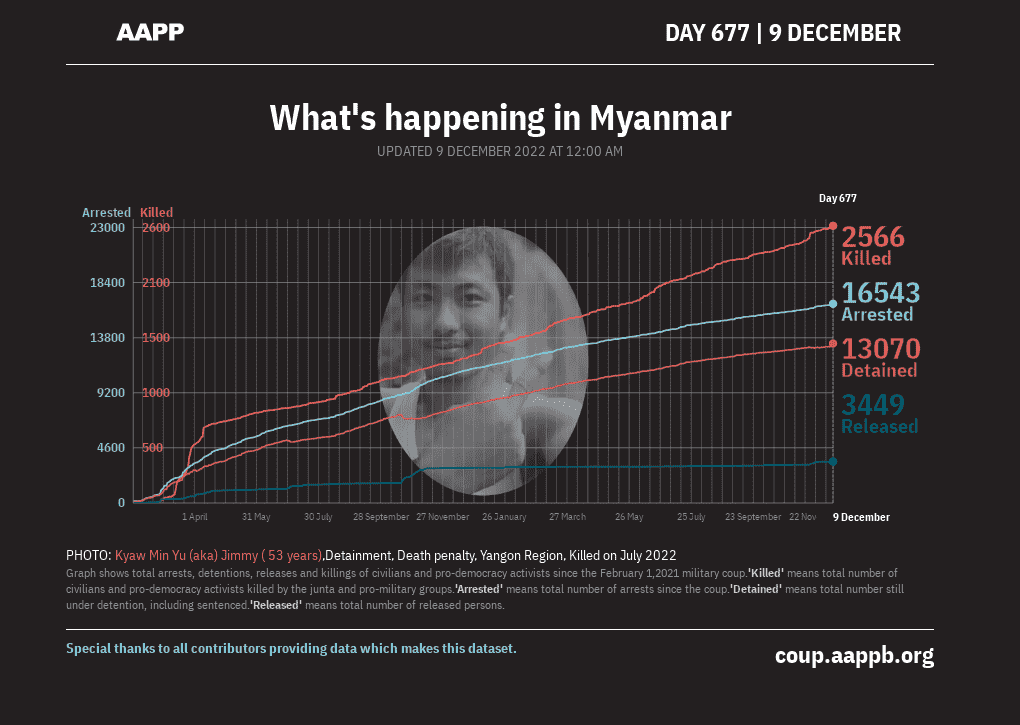 AAPP
DAY 677 | 9 DECEMBER
What's happening in Myanmar
UPDATED 9 DECEMBER 2022 AT 12:00 AM
Day 677
Arrested Killed
23000 2600
18400 2100
13800 1500
9200 1000
4600 500
0
2566
Killed
16543
Arrested
13070
Detained
3449
Released
1 April 31 May 30 July 28 September 27 November 26 January 27 March 26 May 25 July 23 September 22 Nov 9 December
PHOTO: Kyaw Min Yu (aka) Jimmy ( 53 years),Detainment, Death penalty, Yangon Region, Killed on July 2022
Graph shows total arrests, detentions, releases and killings of civilians and pro-democracy activists since the February 1,2021 military coup.'Killed' means total number of
civilians and pro-democracy activists killed by the junta and pro-military groups.'Arrested' means total number of arrests since the coup.'Detained' means total number still
under detention, including sentenced.'Released' means total number of released persons.
Special thanks to all contributors providing data which makes this dataset.
coup.aappb.org